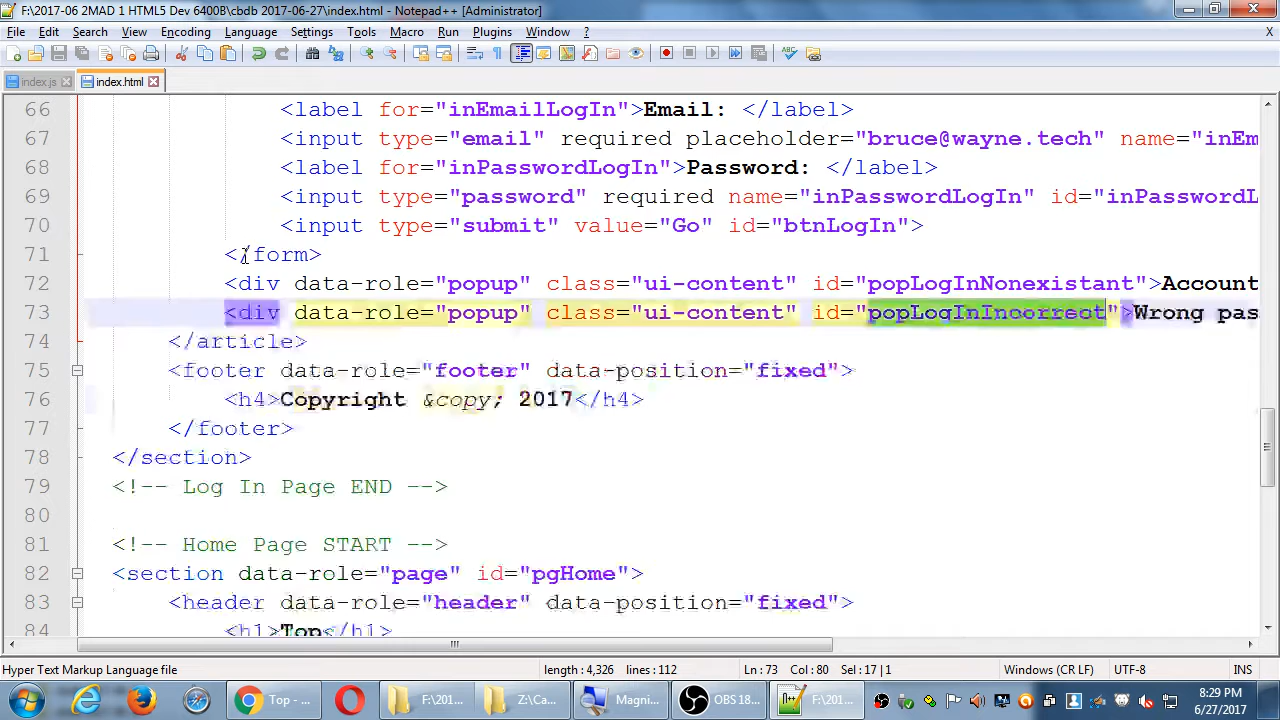 F:\2017-06 2MAD 1 HTML5 Dev 64008\cbdb 2017-06-27\index.html - Notepad++ [Administrator]
File Edit Search View Encoding Language Settings Tools Macro Run Plugins Window ? X
index.js index.html
66 <label for="inEmailLogIn">Email: </label>
67 <input type="email" required placeholder="bruce@wayne.tech" name="inEm
68 <label for="inPasswordLogIn">Password: </label>
69 <input type="password" required name="inPasswordLogIn" id="inPasswordL
70 <input type="submit" value="Go" id="btnLogIn">
71 </form>
72 <div data-role="popup" class="ui-content" id="popLogInNonexistant">Account
73 <div data-role="popup" class="ui-content" id="popLogInIncorrect">Wrong pas
74 </article>
75 <footer data-role="footer" data-position="fixed">
76 <h4>Copyright &copy; 2017</h4>
77 </footer>
78 </section>
79 <!-- Log In Page END -->
80
81 <!-- Home Page START -->
82 <section data-role="page" id="pgHome">
83 <header data-role="header" data-position="fixed">
84 <h1>Top</h1>
Hyper Text Markup Language file length : 4,326 lines : 112 Ln : 73 Col : 80 Sel : 17 | 1 Windows (CR LF) UTF-8 INS
Top - ... F:\201... Z:\Ca... Magni... OBS 18... F:\201... 8:29 PM
6/27/2017